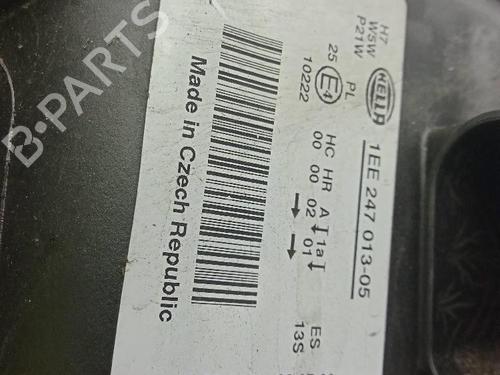 H7
W5W
P21W
HELLA
1EE 247 013-05
PL
25 E4
10222
HC HR A 1a
00 00 02 01
ES
13S
Made in Czech Republic
B-PARTS